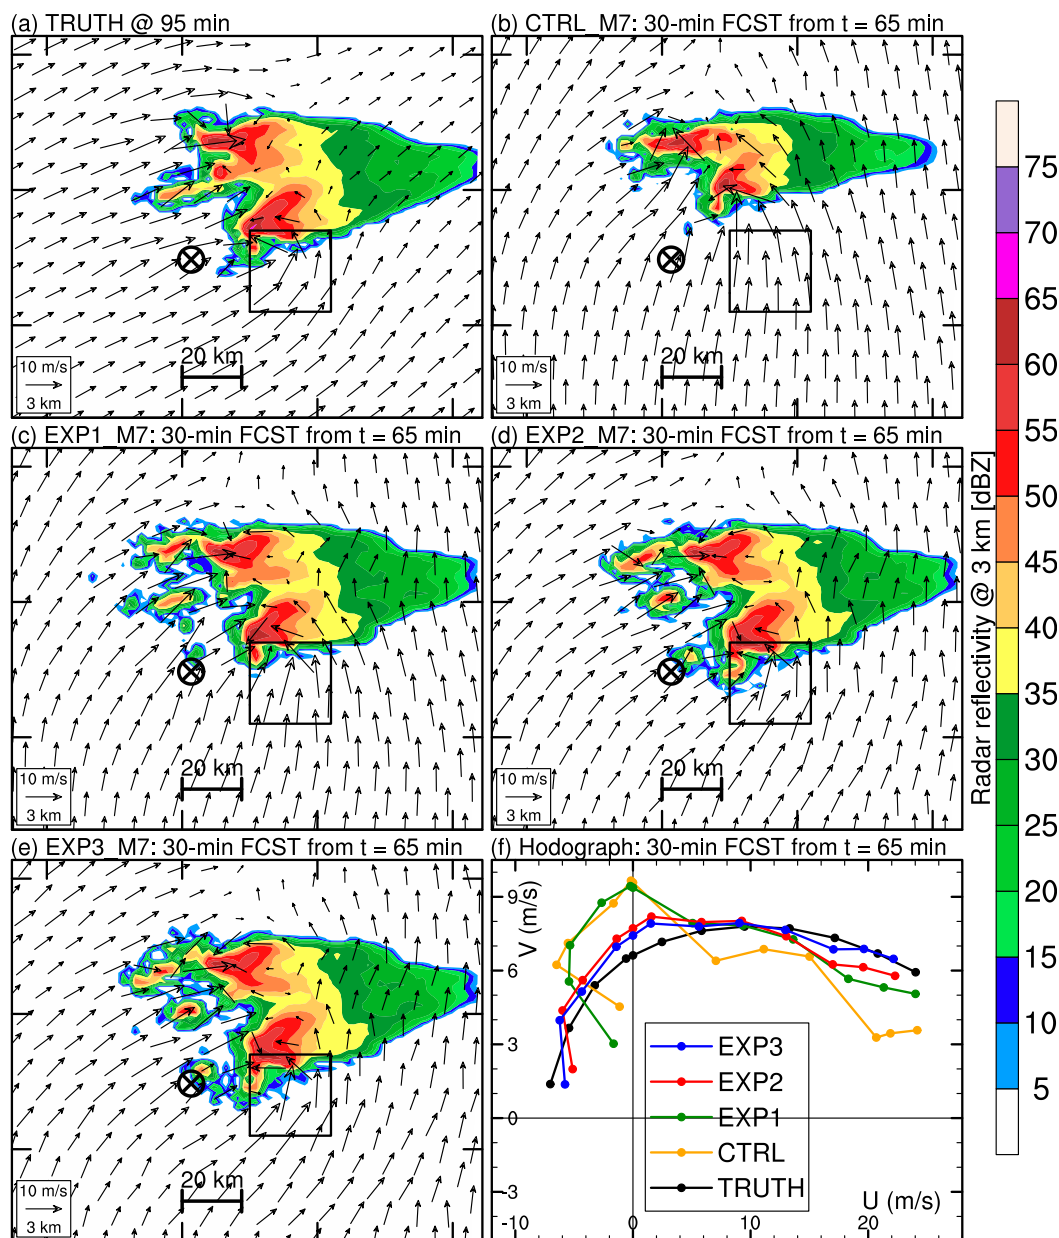 (a) TRUTH @ 95 min
(b) CTRL_M7: 30-min FCST from t = 65 min
20 km
10 m/s
3 km
20 km
10 m/s
3 km
(c) EXP1_M7: 30-min FCST from t = 65 min
(d) EXP2_M7: 30-min FCST from t = 65 min
20 km
10 m/s
3 km
20 km
10 m/s
3 km
(e) EXP3_M7: 30-min FCST from t = 65 min
(f) Hodograph: 30-min FCST from t = 65 min
20 km
10 m/s
3 km
V (m/s)
9
6
3
0
-3
EXP3
EXP2
EXP1
CTRL
TRUTH
U (m/s)
-10
0
10
20
Radar reflectivity @ 3 km [dBZ]
75
70
65
60
55
50
45
40
35
30
25
20
15
10
5